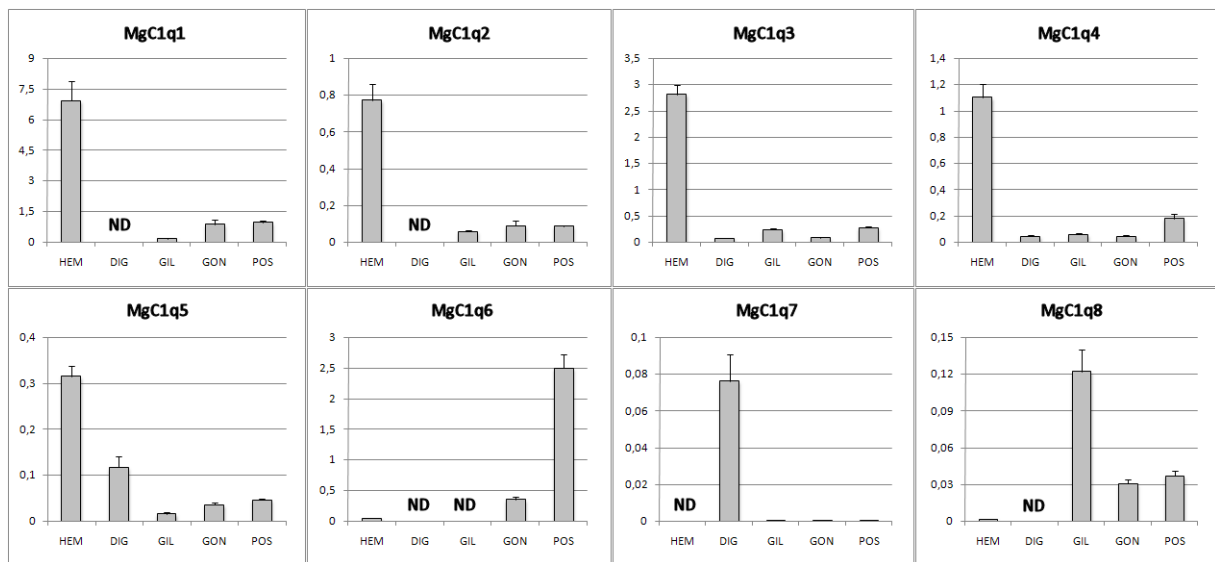 MgC1q1
9
7,5
6
4,5
3
1,5
0
ND
HEM DIG GIL GON POS
MgC1q2
1
0,8
0,6
0,4
0,2
0
ND
HEM DIG GIL GON POS
MgC1q3
3,5
3
2,5
2
1,5
1
0,5
0
HEM DIG GIL GON POS
MgC1q4
1,4
1,2
1
0,8
0,6
0,4
0,2
0
HEM DIG GIL GON POS
MgC1q5
0,4
0,3
0,2
0,1
0
HEM DIG GIL GON POS
MgC1q6
3
2,5
2
1,5
1
0,5
0
ND ND
HEM DIG GIL GON POS
MgC1q7
0,1
0,08
0,06
0,04
0,02
0
ND
HEM DIG GIL GON POS
MgC1q8
0,15
0,12
0,09
0,06
0,03
0
ND
HEM DIG GIL GON POS